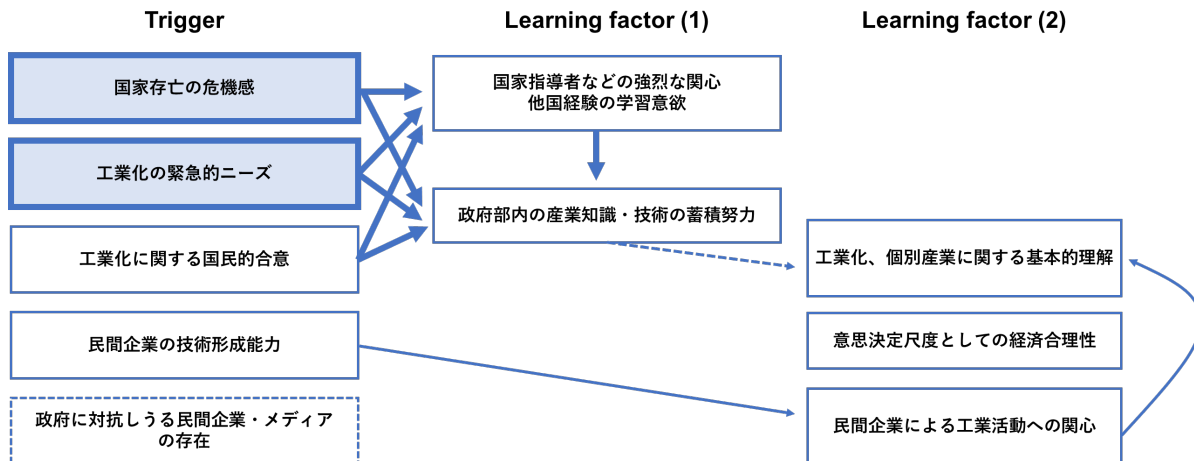 Trigger
Learning factor (1)
Learning factor (2)
国家存亡の危機感
工業化の緊急的ニーズ
工業化に関する国民的合意
民間企業の技術形成能力
政府に対抗しうる民間企業・メディア
の存在
国家指導者などの強烈な関心
他国経験の学習意欲
政府部内の産業知識・技術の蓄積努力
工業化、個別産業に関する基本的理解
意思決定尺度としての経済合理性
民間企業による工業活動への関心